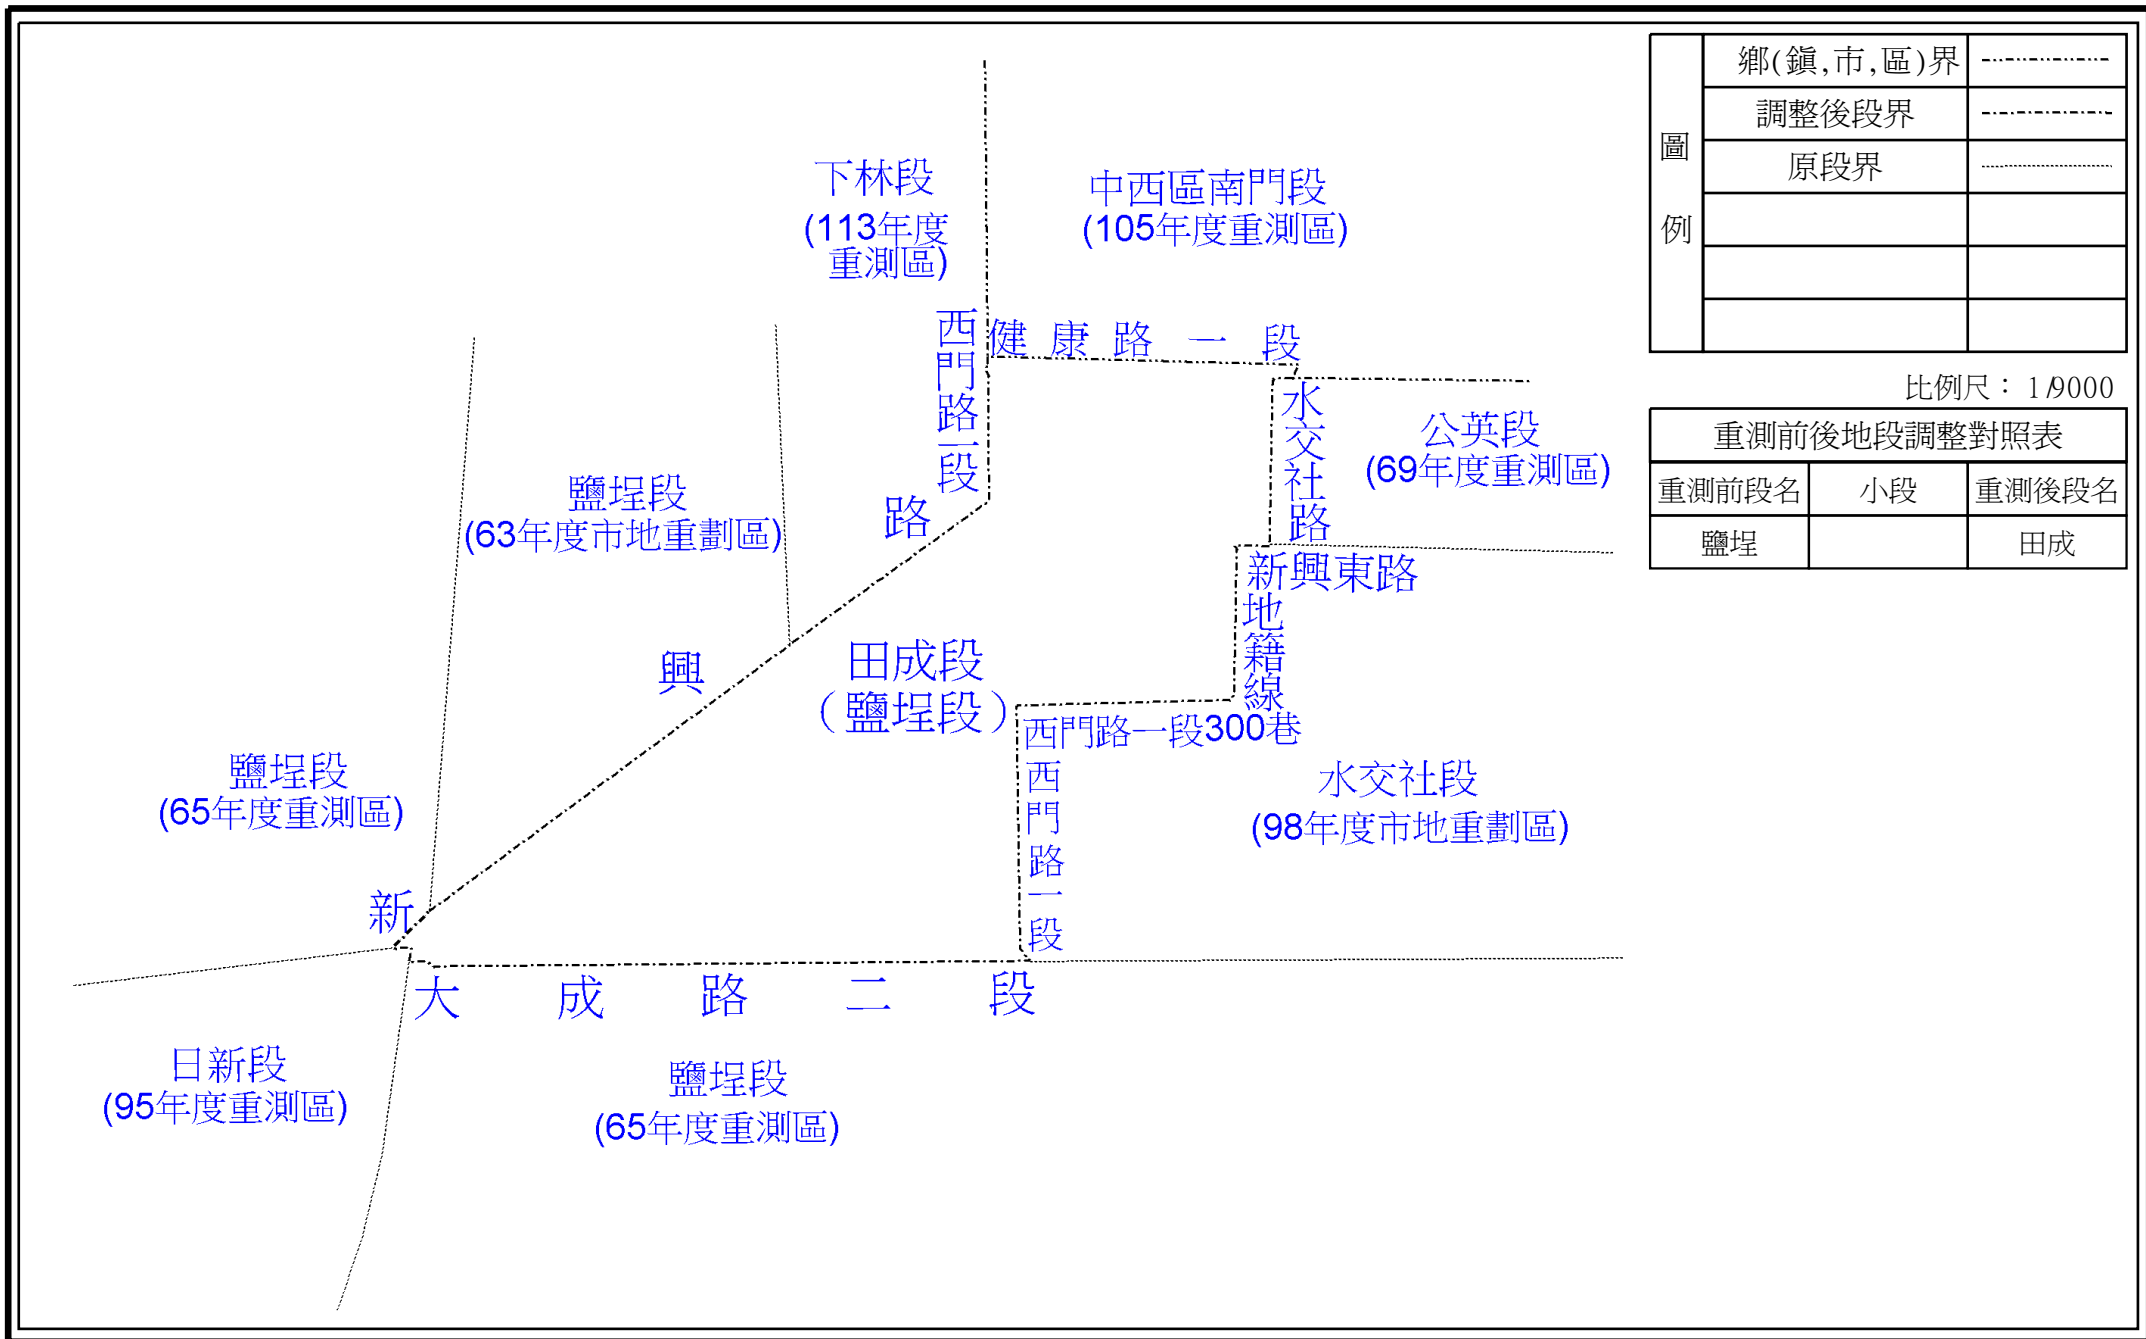 下林段
(113年度
重測區)
中西區南門段
(105年度重測區)
西門路一段
健康路一段
水交社路
公英段
(69年度重測區)
鹽埕段
(63年度市地重劃區)
新興路
新興東路
地籍線
田成段
(鹽埕段)
西門路一段300巷
西門路一段
水交社段
(98年度市地重劃區)
鹽埕段
(65年度重測區)
大成路二段
日新段
(95年度重測區)
鹽埕段
(65年度重測區)
圖例
鄉(鎮,市,區)界
調整後段界
原段界
比例尺：1/9000
重測前後地段調整對照表
重測前段名 小段 重測後段名
鹽埕 田成